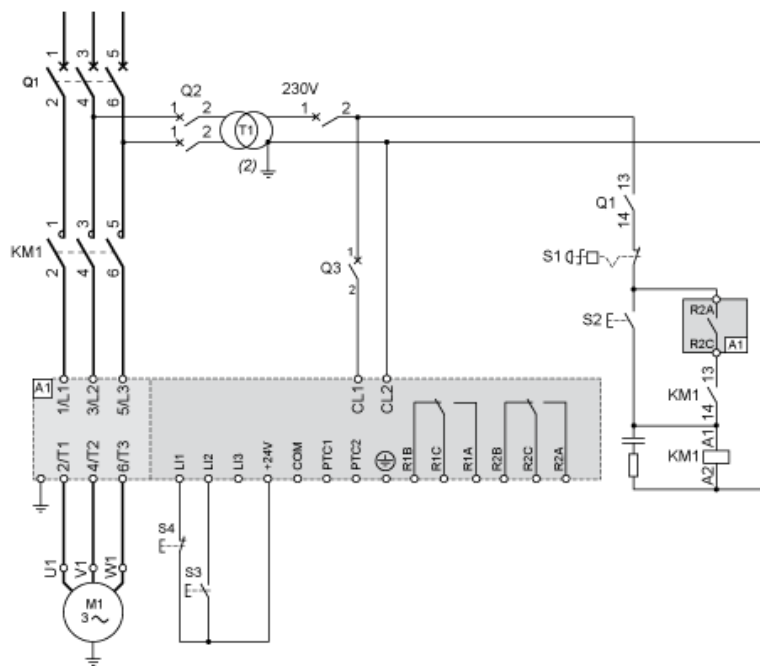 1 3 5
Q1
2 4 6
Q2
1 2
1 2
T1
(2)
230V
1 2
13
Q1
14
1 3 5
KM1
2 4 6
1
Q3
2
S1
S2
R2A
R2C
A1
13
KM1
14
A1
KM1
A2
A1
1/L1 3/L2 5/L3
CL1 CL2
2/T1 4/T2 6/T3
LI1 LI2 LI3 +24V COM PTC1 PTC2 R1B R1C R1A R2B R2C R2A
S4
S3
U1 V1 W1
M1
3